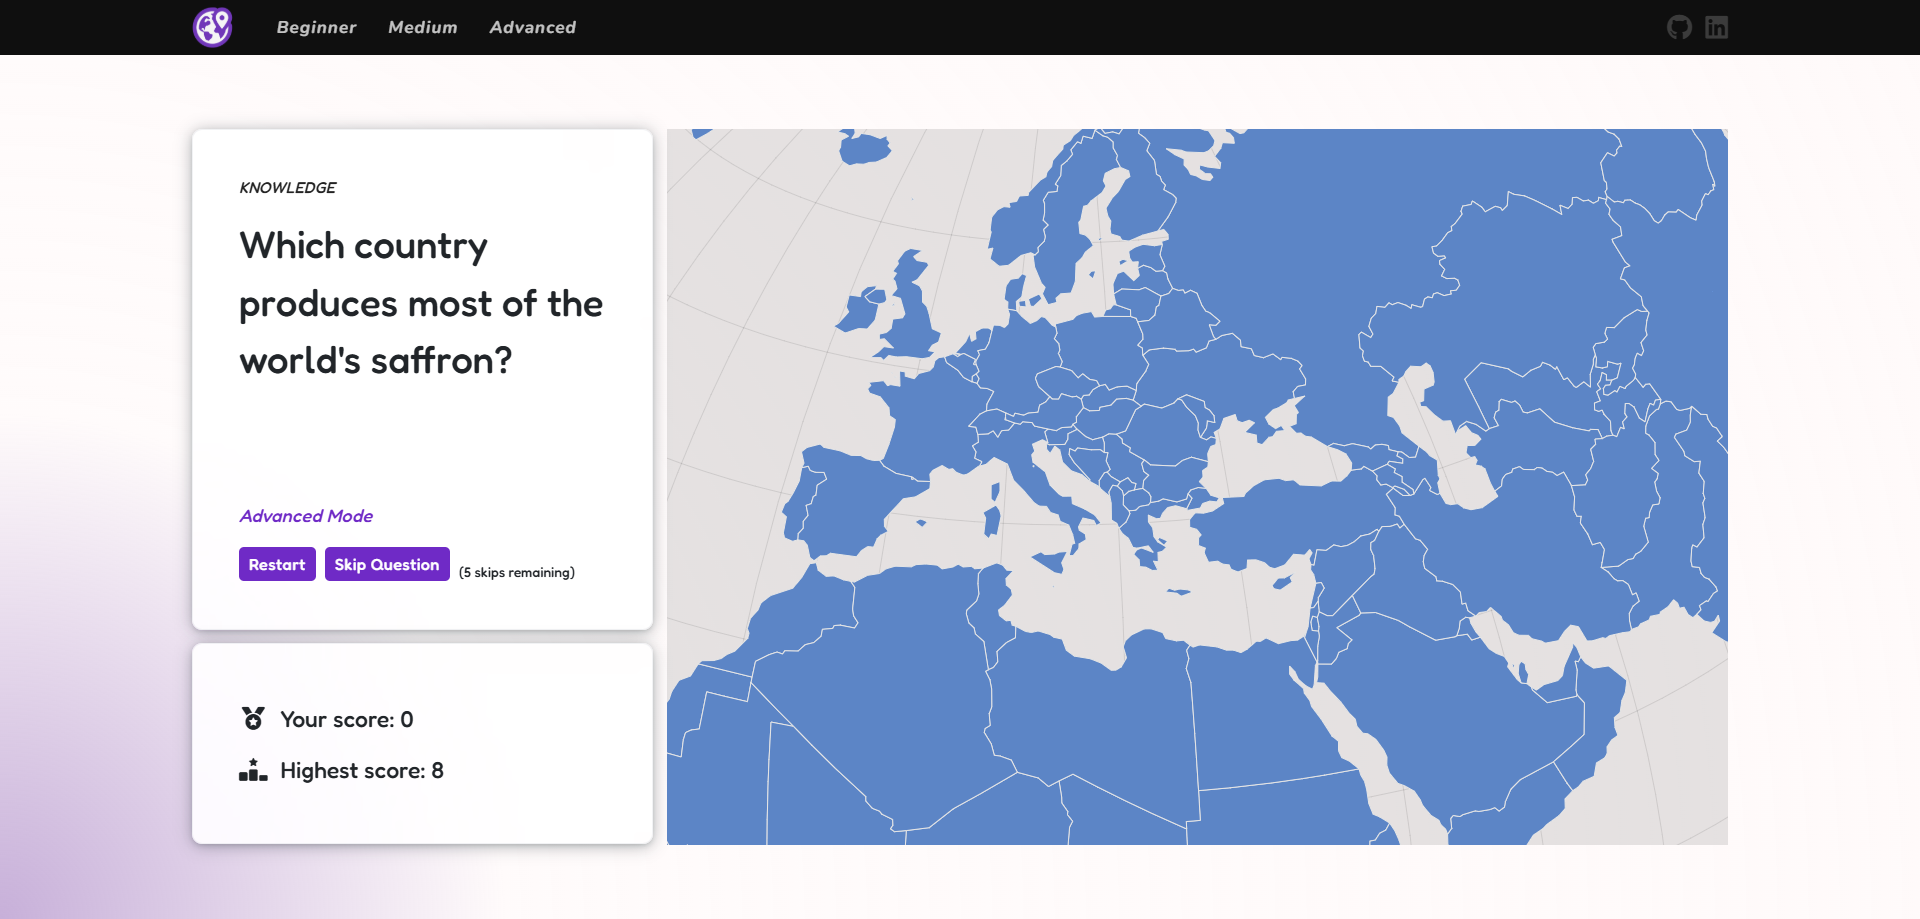 Beginner Medium Advanced
KNOWLEDGE
Which country
produces most of the
world's saffron?
Advanced Mode
Restart Skip Question (5 skips remaining)
Your score: 0
Highest score: 8